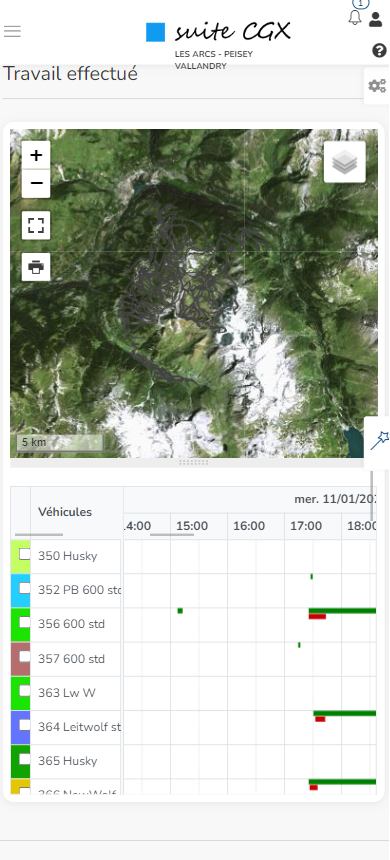 1
suite CGX
LES ARCS - PEISEY
VALLANDRY
Travail effectué
+
−
5 km
mer. 11/01/202
Véhicules
14:00 15:00 16:00 17:00 18:00
350 Husky
352 PB 600 std
356 600 std
357 600 std
363 Lw W
364 Leitwolf st
365 Husky
366 NewWolf